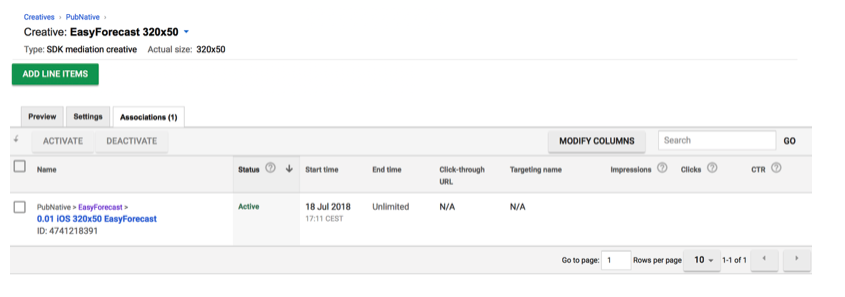 Creatives › PubNative ›
Creative: EasyForecast 320x50
Type: SDK mediation creative Actual size: 320x50
ADD LINE ITEMS
Preview Settings Associations (1)
ACTIVATE DEACTIVATE MODIFY COLUMNS Search GO
Name Status Start time End time Click-through URL Targeting name Impressions Clicks CTR
PubNative > EasyForecast > Active 18 Jul 2018 Unlimited N/A N/A
0.01 iOS 320x50 EasyForecast 17:11 CEST
ID: 4741218391
Go to page: 1 Rows per page 10 1-1 of 1